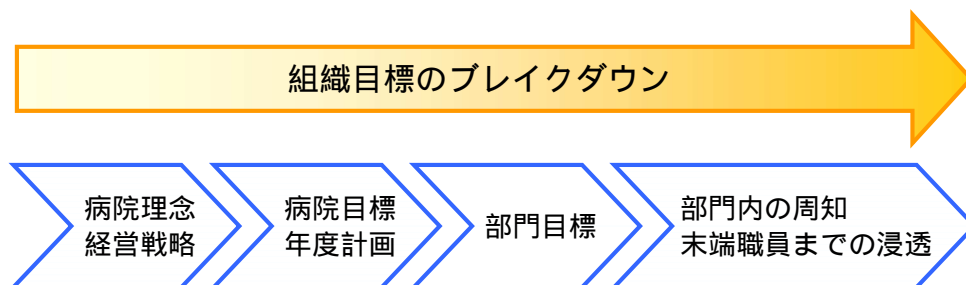 組織目標のブレイクダウン
病院理念
経営戦略
病院目標
年度計画
部門目標
部門内の周知
末端職員までの浸透